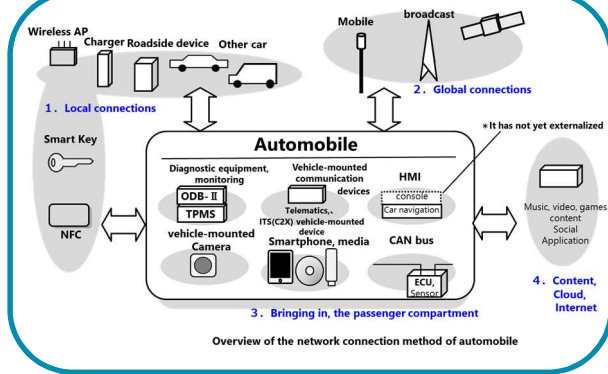 Wireless AP
Charger
Roadside device
Other car
1. Local connections
Smart Key
NFC
Mobile
broadcast
2. Global connections
*It has not yet externalized
Automobile
Diagnostic equipment,
monitoring
ODB-Ⅱ
TPMS
Vehicle-mounted
communication
devices
Telematics,、
ITS(C2X) vehicle-mounted
device
HMI
console
Car navigation
vehicle-mounted
Camera
Smartphone, media
CAN bus
ECU,
Sensor
3. Bringing in, the passenger compartment
Music, video, games
content
Social
Application
4. Content,
Cloud,
Internet
Overview of the network connection method of automobile